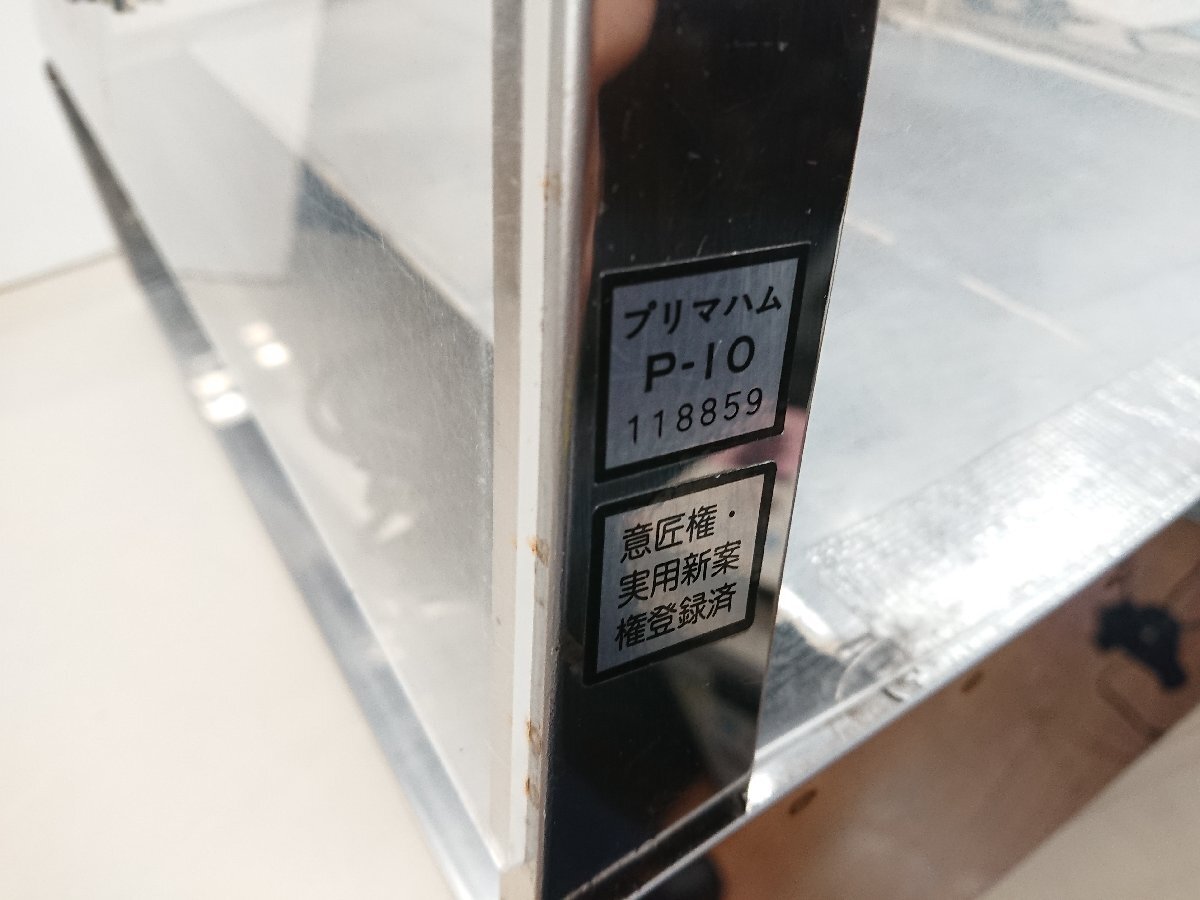 プリマハム
P-10
118859
意匠権・
実用新案
権登録済